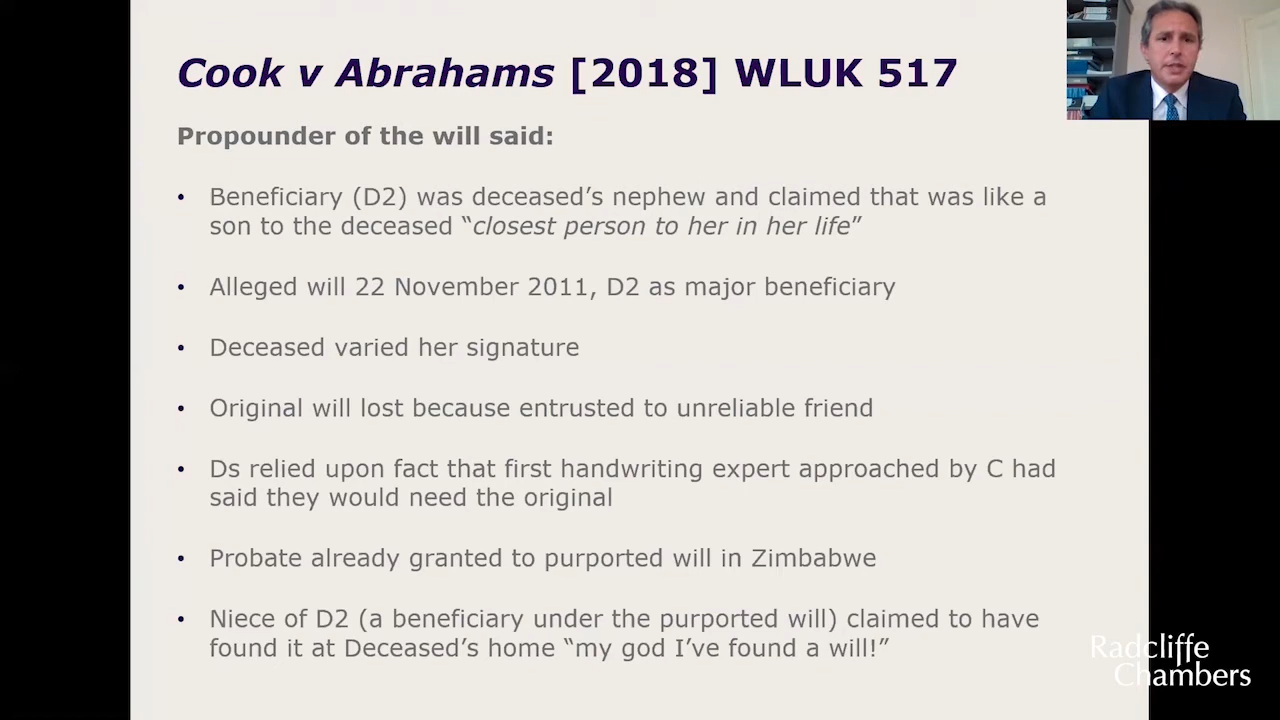 Cook v Abrahams [2018] WLUK 517
Propounder of the will said:
• Beneficiary (D2) was deceased’s nephew and claimed that was like a
son to the deceased “closest person to her in her life”
• Alleged will 22 November 2011, D2 as major beneficiary
• Deceased varied her signature
• Original will lost because entrusted to unreliable friend
• Ds relied upon fact that first handwriting expert approached by C had
said they would need the original
• Probate already granted to purported will in Zimbabwe
• Niece of D2 (a beneficiary under the purported will) claimed to have
found it at Deceased’s home “my god I’ve found a will!”
Radcliffe
Chambers